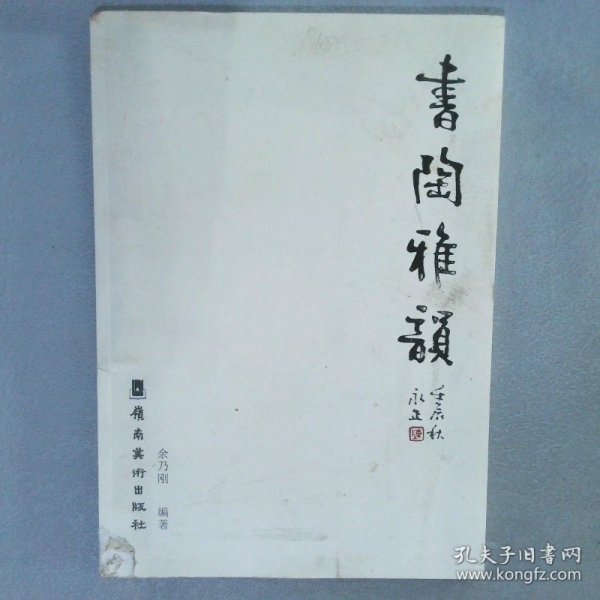 書陶雅韻
壬辰秋
永正
余乃刚 编著
嶺南美術出版社
孔夫子旧书网
www.kongfz.com